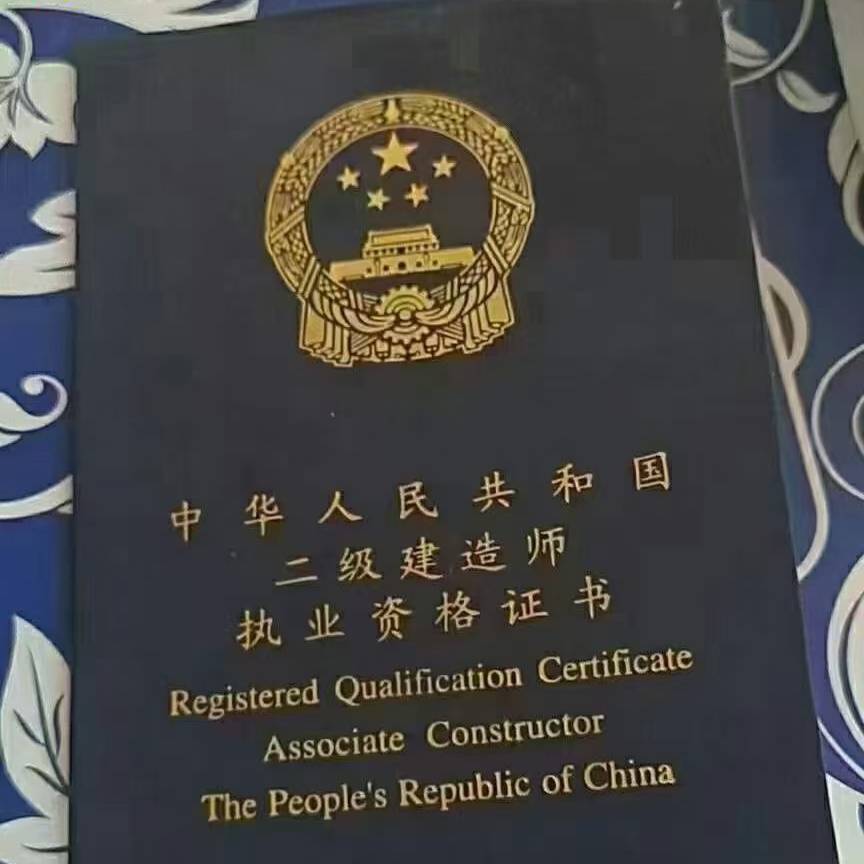 中华人民共和国
二级建造师
执业资格证书
Registered Qualification Certificate
Associate Constructor
The People's Republic of China